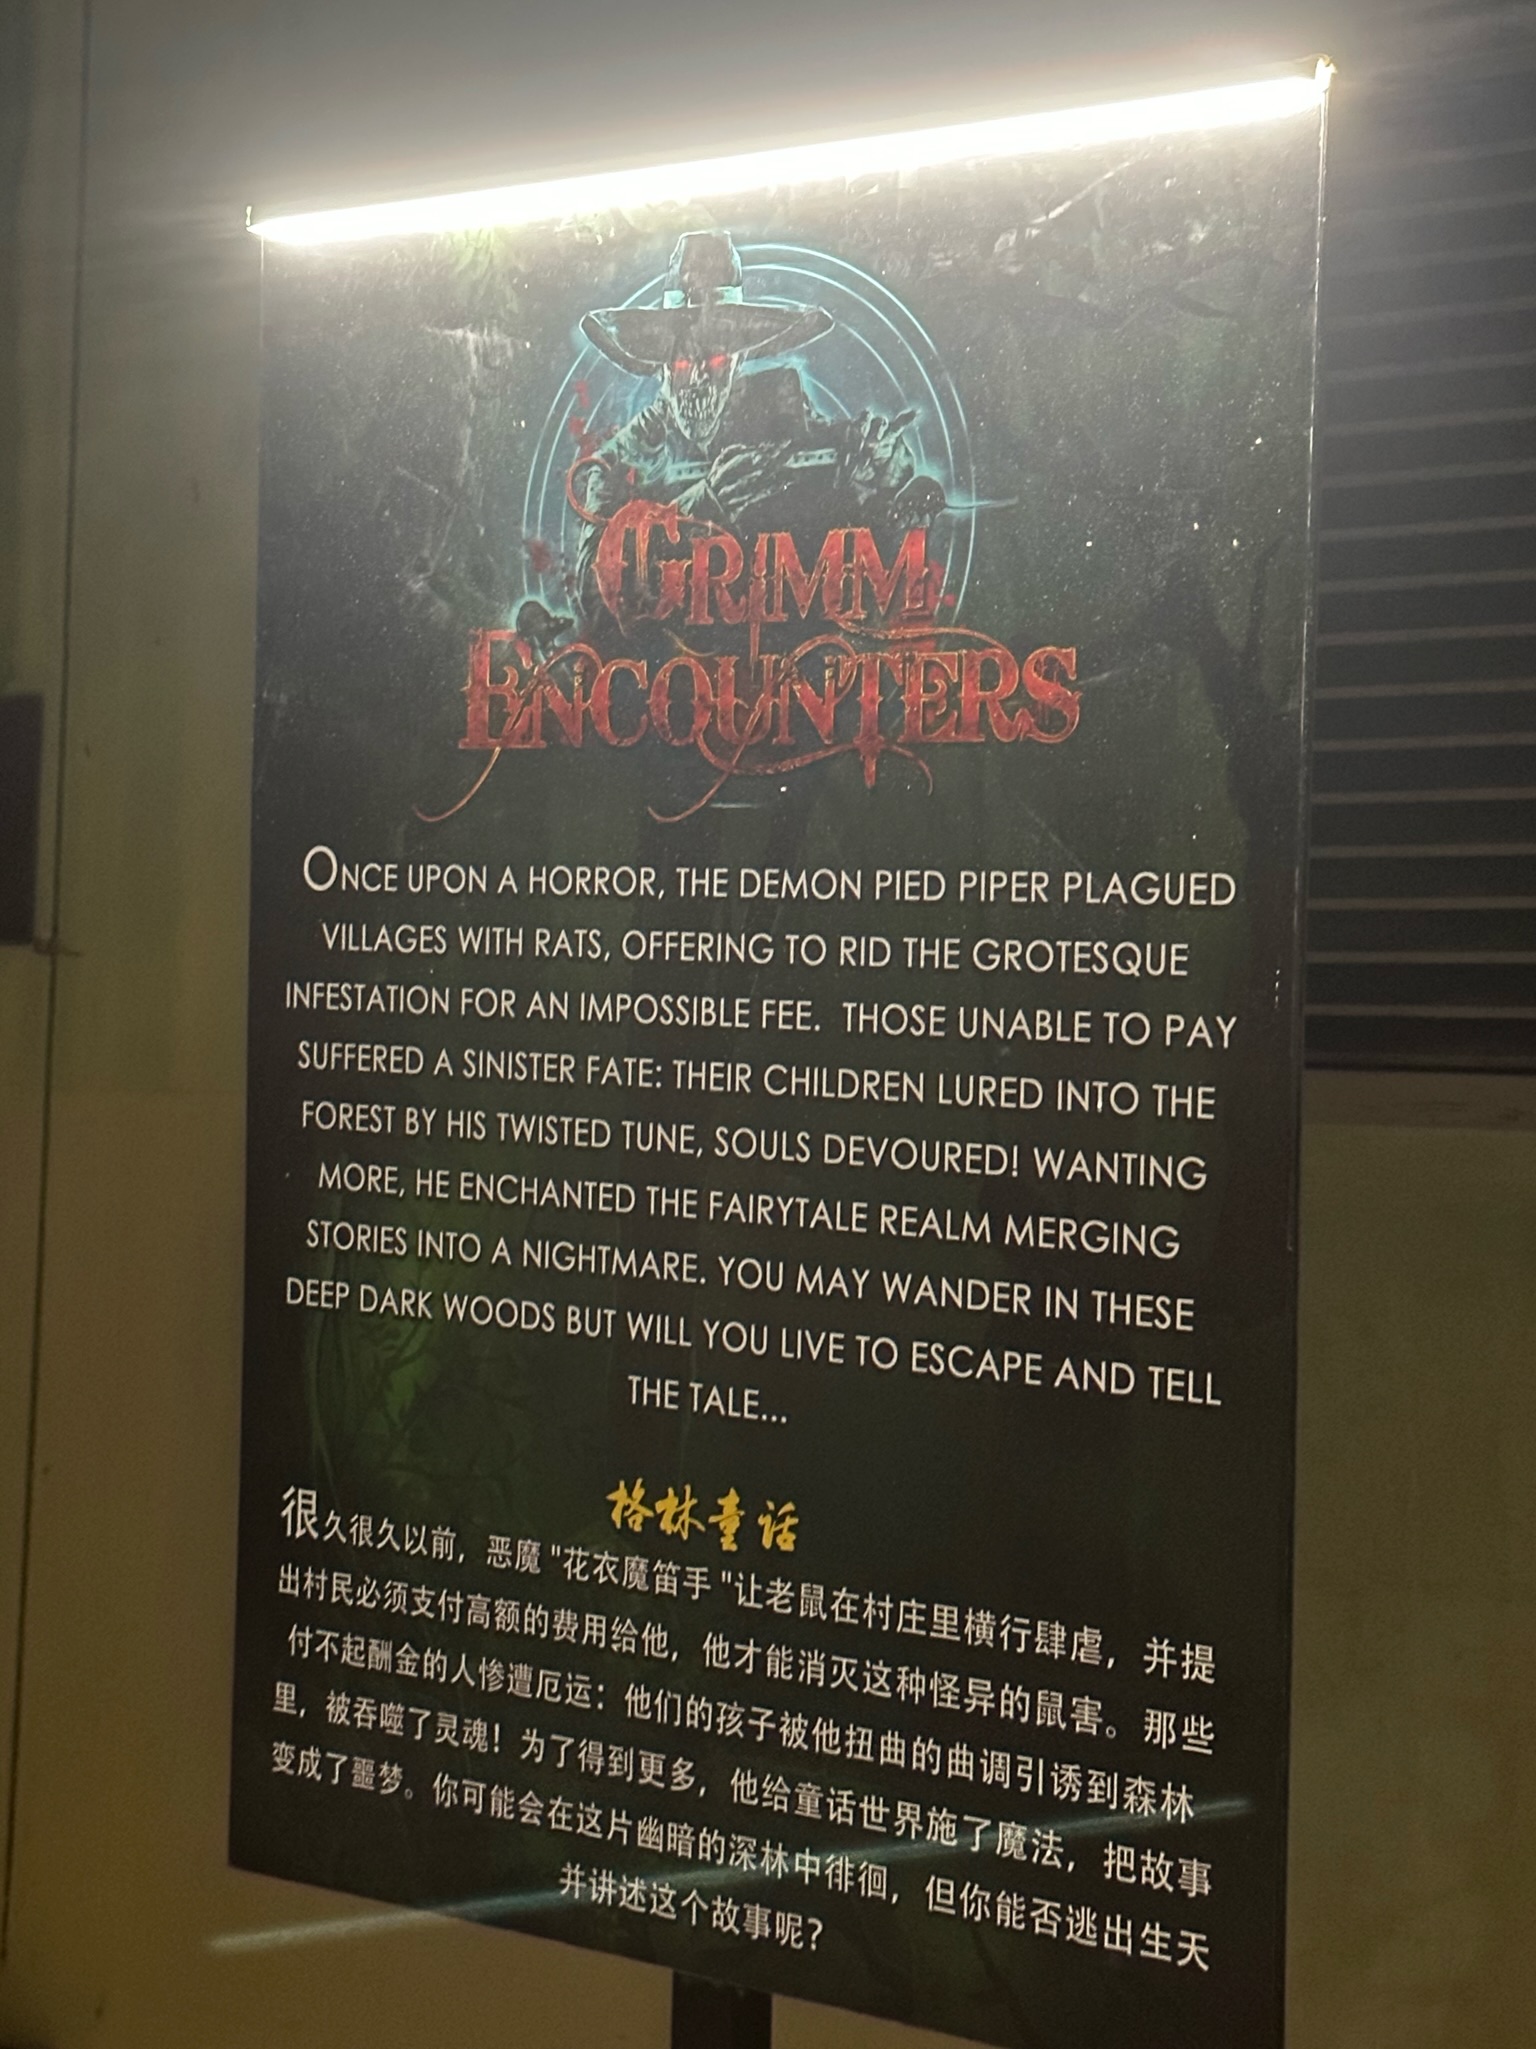 GRIMM
ENCOUNTERS
ONCE UPON A HORROR, THE DEMON PIED PIPER PLAGUED
VILLAGES WITH RATS, OFFERING TO RID THE GROTESQUE
INFESTATION FOR AN IMPOSSIBLE FEE. THOSE UNABLE TO PAY
SUFFERED A SINISTER FATE: THEIR CHILDREN LURED INTO THE
FOREST BY HIS TWISTED TUNE, SOULS DEVOURED! WANTING
MORE, HE ENCHANTED THE FAIRYTALE REALM MERGING
STORIES INTO A NIGHTMARE. YOU MAY WANDER IN THESE
DEEP DARK WOODS BUT WILL YOU LIVE TO ESCAPE AND TELL
THE TALE...
格林童话
很久很久以前，恶魔"花衣魔笛手"让老鼠在村庄里横行肆虐，并提
出村民必须支付高额的费用给他，他才能消灭这种怪异的鼠害。那些
付不起酬金的人惨遭厄运：他们的孩子被他扭曲的曲调引诱到森林
里，被吞噬了灵魂！为了得到更多，他给童话世界施了魔法，把故事
变成了噩梦。你可能会在这片幽暗的深林中徘徊，但你能否逃出生天
并讲述这个故事呢？